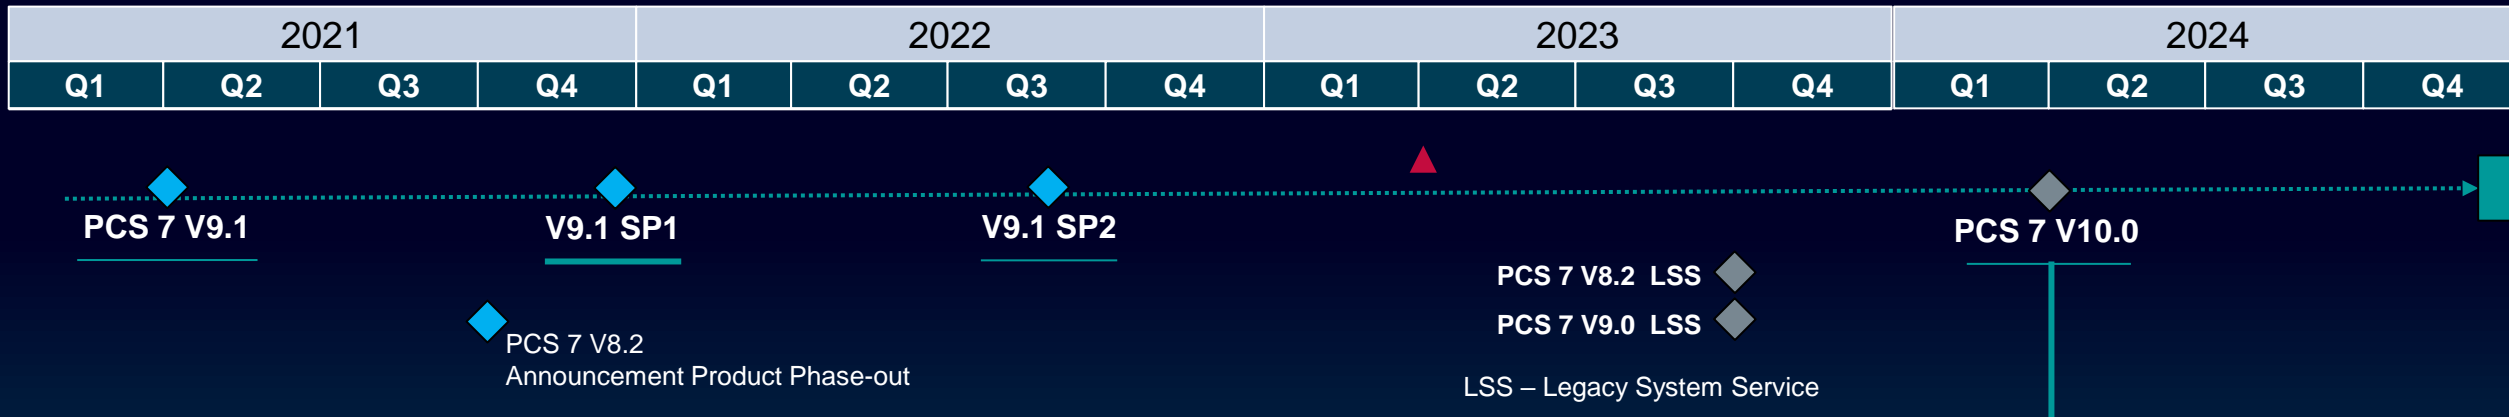 2021 2022 2023 2024
Q1 Q2 Q3 Q4 Q1 Q2 Q3 Q4 Q1 Q2 Q3 Q4 Q1 Q2 Q3 Q4
PCS 7 V9.1
V9.1 SP1
V9.1 SP2
PCS 7 V10.0
PCS 7 V8.2 LSS
PCS 7 V9.0 LSS
PCS 7 V8.2
Announcement Product Phase-out
LSS – Legacy System Service